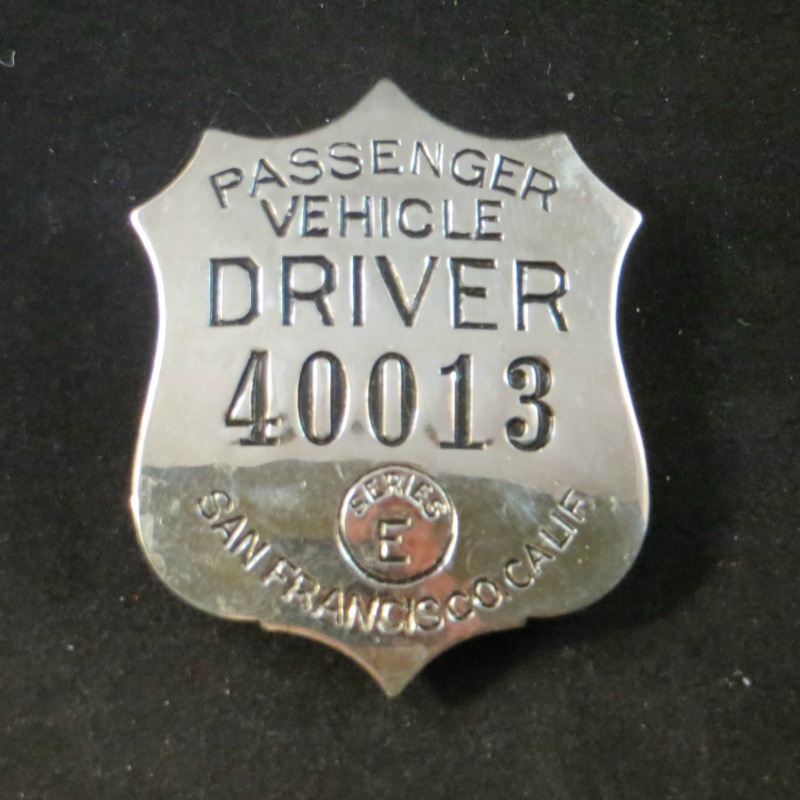 PASSENGER
VEHICLE
DRIVER
40013
SERIES
E
SAN FRANCISCO, CALIF.